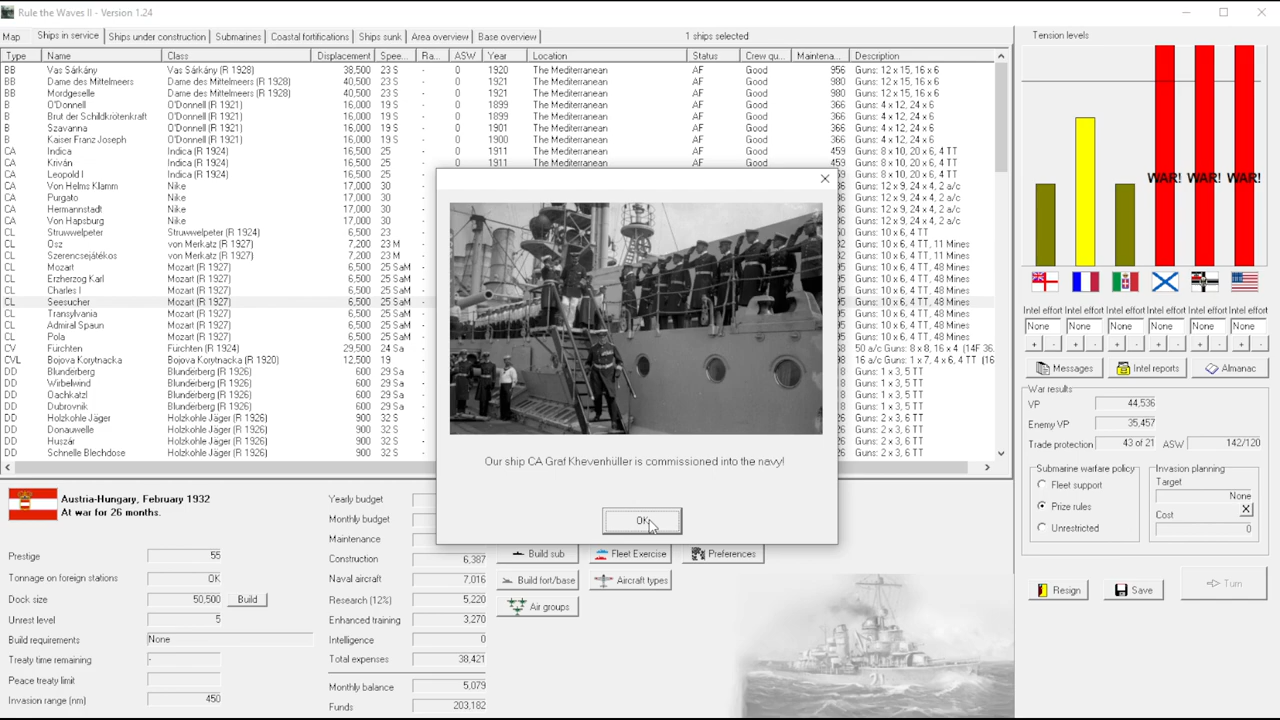 Rule the Waves II - Version 1.24
Map Ships in service Ships under construction Submarines Coastal fortifications Ships sunk Area overview Base overview 1 ships selected
Type Name Class Displacement Spee... Ra... ASW Year Location Status Crew qu... Maintena... Description
BB Vas Sárkány Vas Sárkány (R 1928) 38,500 23 S - 0 1920 The Mediterranean AF Good 956 Guns: 12 x 15, 16 x 6
BB Dame des Mittelmeers Dame des Mittelmeers (R 1928) 40,500 23 S - 0 1921 The Mediterranean AF Good 980 Guns: 12 x 15, 16 x 6
BB Mordgeselle Dame des Mittelmeers (R 1928) 40,500 23 S - 0 1921 The Mediterranean AF Good 980 Guns: 12 x 15, 16 x 6
B O'Donnell O'Donnell (R 1921) 16,000 19 S - 0 1899 The Mediterranean AF Good 366 Guns: 4 x 12, 24 x 6
B Brut der Schildkrötenkraft O'Donnell (R 1921) 16,000 19 S - 0 1899 The Mediterranean AF Good 366 Guns: 4 x 12, 24 x 6
B Szavanna O'Donnell (R 1921) 16,000 19 S - 0 1901 The Mediterranean AF Good 366 Guns: 4 x 12, 24 x 6
B Kaiser Franz Joseph O'Donnell (R 1921) 16,000 19 S - 0 1900 The Mediterranean AF Good 366 Guns: 4 x 12, 24 x 6
CA Indica Indica (R 1924) 16,500 25 - 0 1911 The Mediterranean AF Good 459 Guns: 8 x 10, 20 x 6, 4 TT
CA Kriván Indica (R 1924) 16,500 25 - 0 1911 The Mediterranean AF Good 459 Guns: 8 x 10, 20 x 6, 4 TT
CA Leopold I Indica (R 1924) 16,500 25 - Guns: 8 x 10, 20 x 6, 4 TT
CA Von Helms Klamm Nike 17,000 30 - Guns: 12 x 9, 24 x 4, 2 a/c
CA Purgato Nike 17,000 30 - Guns: 12 x 9, 24 x 4, 2 a/c
CA Hermannstadt Nike 17,000 30 - Guns: 12 x 9, 24 x 4, 2 a/c
CA Von Hapsburg Nike 17,000 30 - Guns: 12 x 9, 24 x 4, 2 a/c
CL Struwwelpeter Struwwelpeter (R 1924) 6,500 23 - Guns: 10 x 6, 4 TT
CL Ősz von Merkatz (R 1927) 7,200 23 M - Guns: 10 x 6, 4 TT, 11 Mines
CL Szerencsejátékos von Merkatz (R 1927) 7,200 23 M - Guns: 10 x 6, 4 TT, 11 Mines
CL Mozart Mozart (R 1927) 6,500 25 SaM - Guns: 10 x 6, 4 TT, 48 Mines
CL Erzherzog Karl Mozart (R 1927) 6,500 25 SaM - Guns: 10 x 6, 4 TT, 48 Mines
CL Charles I Mozart (R 1927) 6,500 25 SaM - Guns: 10 x 6, 4 TT, 48 Mines
CL Seesucher Mozart (R 1927) 6,500 25 SaM - Guns: 10 x 6, 4 TT, 48 Mines
CL Transylvania Mozart (R 1927) 6,500 25 SaM - Guns: 10 x 6, 4 TT, 48 Mines
CL Admiral Spaun Mozart (R 1927) 6,500 25 SaM - Guns: 10 x 6, 4 TT, 48 Mines
CL Pola Mozart (R 1927) 6,500 25 SaM - Guns: 10 x 6, 4 TT, 48 Mines
CV Fürchten Fürchten (R 1924) 29,500 24 Sa - 50 a/c Guns: 8 x 8, 16 x 4 (14F 36
CVL Bojova Korytnacka Bojova Korytnacka (R 1920) 12,500 19 - 16 a/c Guns: 1 x 7, 4 x 6, 4 TT (16
DD Blunderberg Blunderberg (R 1926) 900 29 Sa - Guns: 1 x 3, 5 TT
DD Wirbelwind Blunderberg (R 1926) 900 29 Sa - Guns: 1 x 3, 5 TT
DD Oachkatzl Blunderberg (R 1926) 900 29 Sa - Guns: 1 x 3, 5 TT
DD Dubrovnik Blunderberg (R 1926) 900 29 Sa - Guns: 1 x 3, 5 TT
DD Holzkohle Jäger Holzkohle Jäger (R 1926) 900 32 S - Guns: 2 x 3, 6 TT
DD Donauwelle Holzkohle Jäger (R 1926) 900 32 S - Guns: 2 x 3, 6 TT
DD Huszár Holzkohle Jäger (R 1926) 900 32 S - Guns: 2 x 3, 6 TT
DD Schnelle Blechdose Holzkohle Jäger (R 1926) 900 32 S - Guns: 2 x 3, 6 TT
Our ship CA Graf Khevenhüller is commissioned into the navy!
OK
Austria-Hungary, February 1932
At war for 26 months.
Prestige 55
Tonnage on foreign stations OK
Dock size 50,500 Build
Unrest level 5
Build requirements None
Treaty time remaining -
Peace treaty limit
Invasion range (nm) 450
Yearly budget
Monthly budget
Maintenance
Construction 6,387
Naval aircraft 7,016
Research (12%) 5,220
Enhanced training 3,270
Intelligence 0
Total expenses 38,421
Monthly balance 5,079
Funds 203,182
Build sub Fleet Exercise Preferences
Build fort/base Aircraft types
Air groups
Tension levels
WAR! WAR! WAR!
Intel effort Intel effort Intel effort Intel effort Intel effort Intel effort
None None None None None None
+ - + - + - + - + - + -
Messages Intel reports Almanac
War results
VP 44,536
Enemy VP 35,457
Trade protection 43 of 21 ASW 142/120
Submarine warfare policy
Fleet support
Prize rules
Unrestricted
Invasion planning
Target
None
Cost X
0
Resign Save Turn